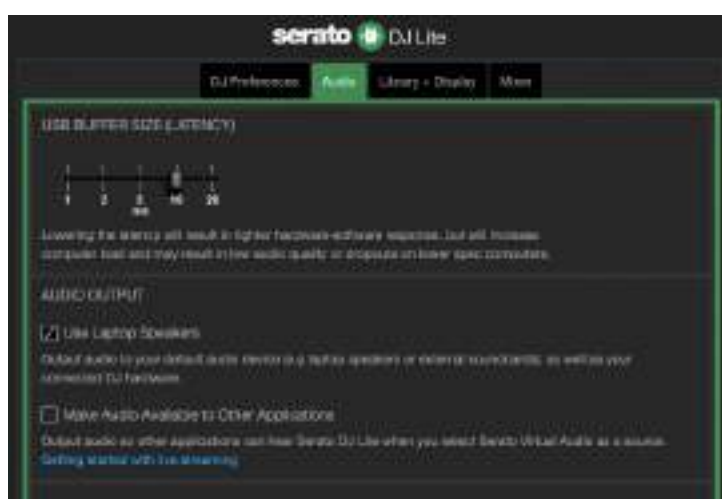 serato DJ Lite
DJ Preferences Audio Library + Display Mixer
USB BUFFER SIZE (LATENCY)
1 2 5 10 20
ms
Lowering the latency will result in tighter hardware-software response, but will increase
computer load and may result in low audio quality or dropouts on lower spec computers.
AUDIO OUTPUT
Use Laptop Speakers
Output audio to your default audio device (e.g laptop speakers or external soundcards), as well as your
connected DJ hardware.
Make Audio Available to Other Applications
Output audio so other applications can hear Serato DJ Lite when you select Serato Virtual Audio as a source.
Getting started with live streaming